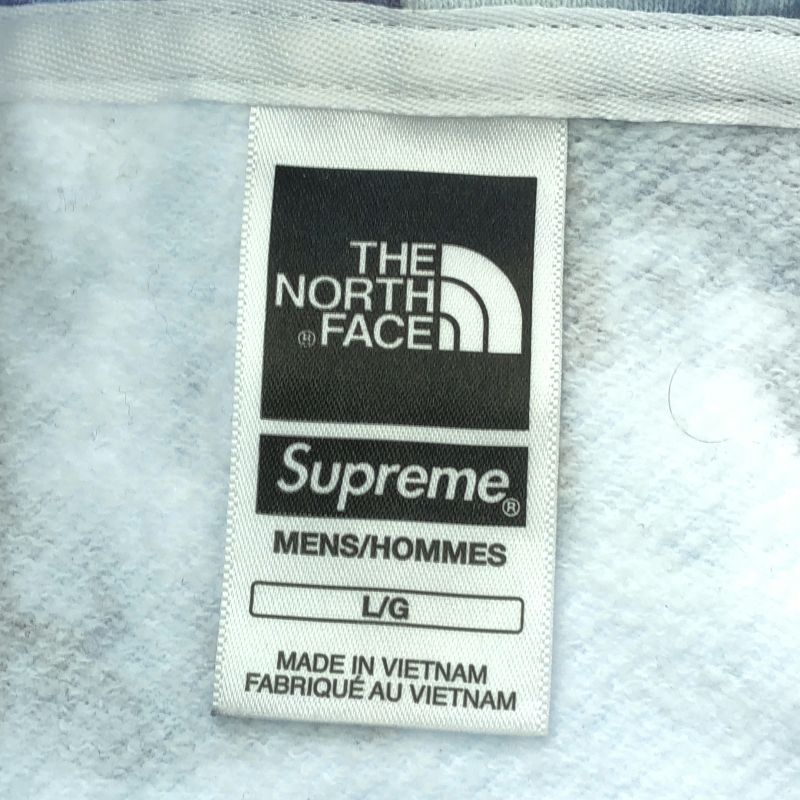 THE
NORTH
® FACE
Supreme®
MENS/HOMMES
L/G
MADE IN VIETNAM
FABRIQUÉ AU VIETNAM